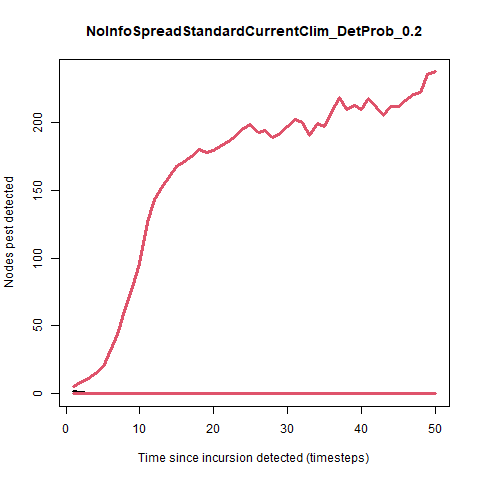 NoInfoSpreadStandardCurrentClim_DetProb_0.2
Nodes pest detected
200
150
100
50
0
0 10 20 30 40 50
Time since incursion detected (timesteps)